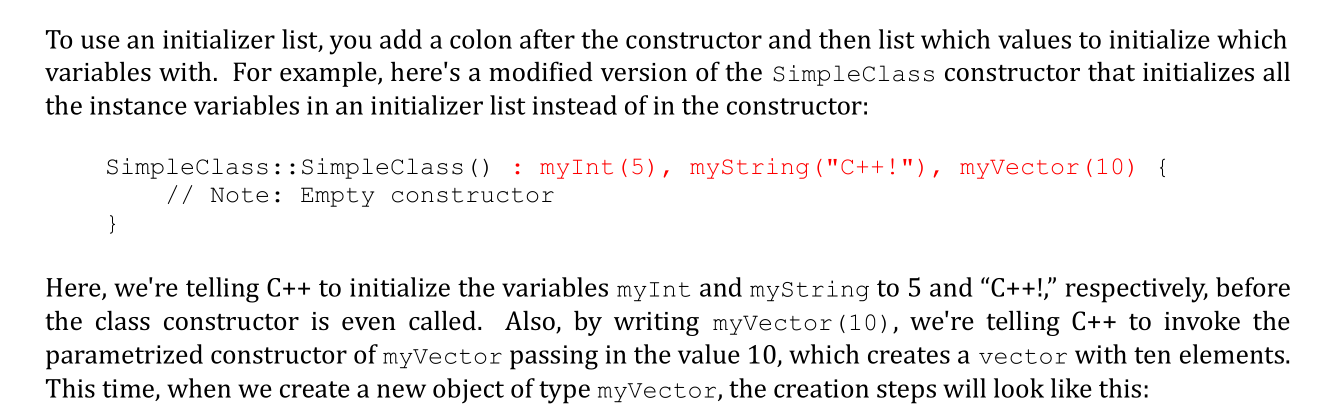 To use an initializer list, you add a colon after the constructor and then list which values to initialize which
variables with. For example, here's a modified version of the SimpleClass constructor that initializes all
the instance variables in an initializer list instead of in the constructor:
SimpleClass::SimpleClass() : myInt(5), myString("C++!"), myVector(10) {
// Note: Empty constructor
}
Here, we're telling C++ to initialize the variables myInt and myString to 5 and “C++!,” respectively, before
the class constructor is even called. Also, by writing myVector(10), we're telling C++ to invoke the
parametrized constructor of myVector passing in the value 10, which creates a vector with ten elements.
This time, when we create a new object of type myVector, the creation steps will look like this: